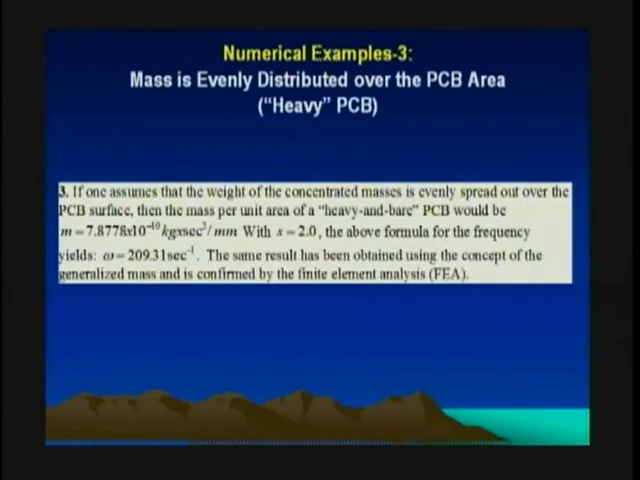 Numerical Examples-3:
Mass is Evenly Distributed over the PCB Area
("Heavy" PCB)
3. If one assumes that the weight of the concentrated masses is evenly spread out over the
PCB surface, then the mass per unit area of a "heavy-and-bare" PCB would be
m=7.8778x10⁻¹⁰kgxsec²/mm With s=2.0, the above formula for the frequency
yields: ω=209.31sec⁻¹. The same result has been obtained using the concept of the
generalized mass and is confirmed by the finite element analysis (FEA).